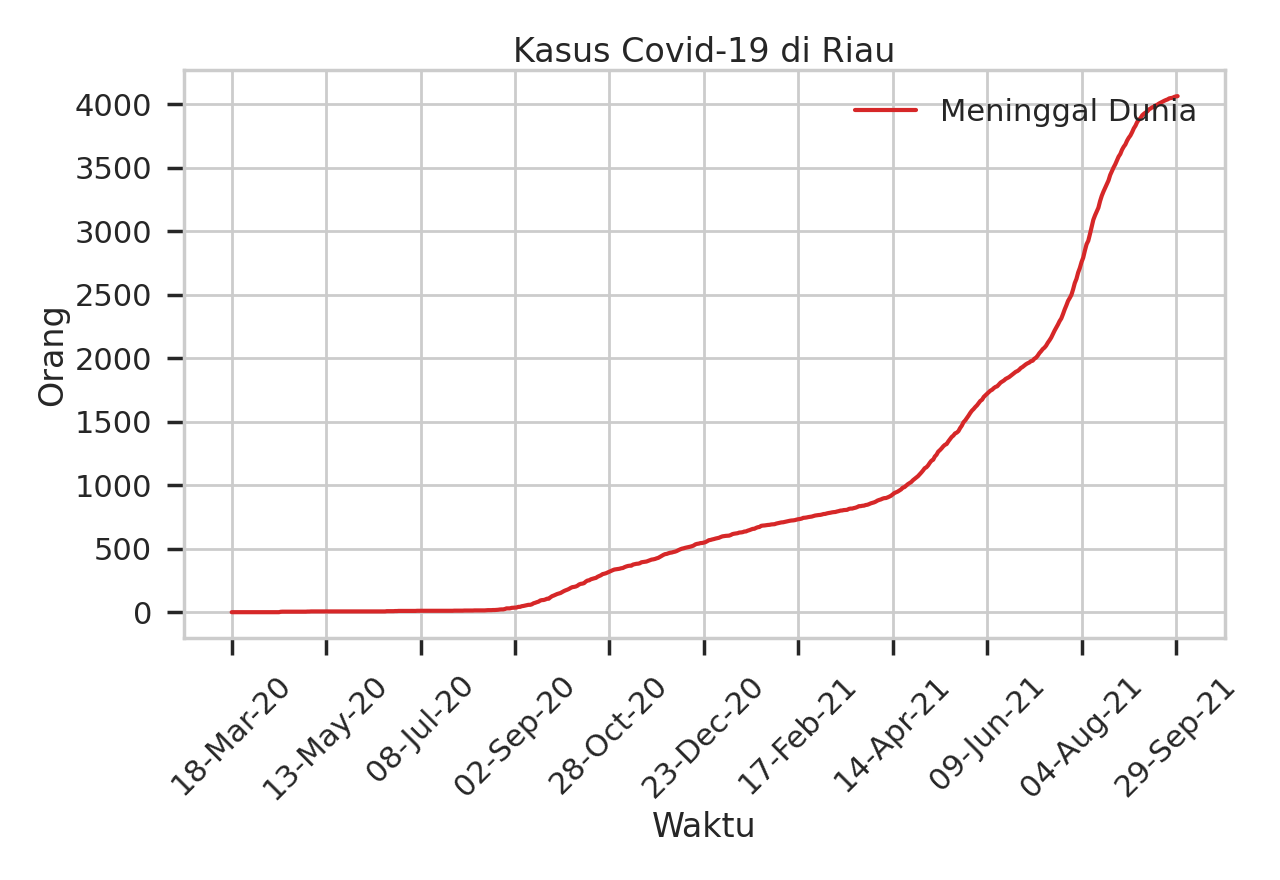 Kasus Covid-19 di Riau
Meninggal Dunia
Orang
4000
3500
3000
2500
2000
1500
1000
500
0
18-Mar-20
13-May-20
08-Jul-20
02-Sep-20
28-Oct-20
23-Dec-20
17-Feb-21
14-Apr-21
09-Jun-21
04-Aug-21
29-Sep-21
Waktu